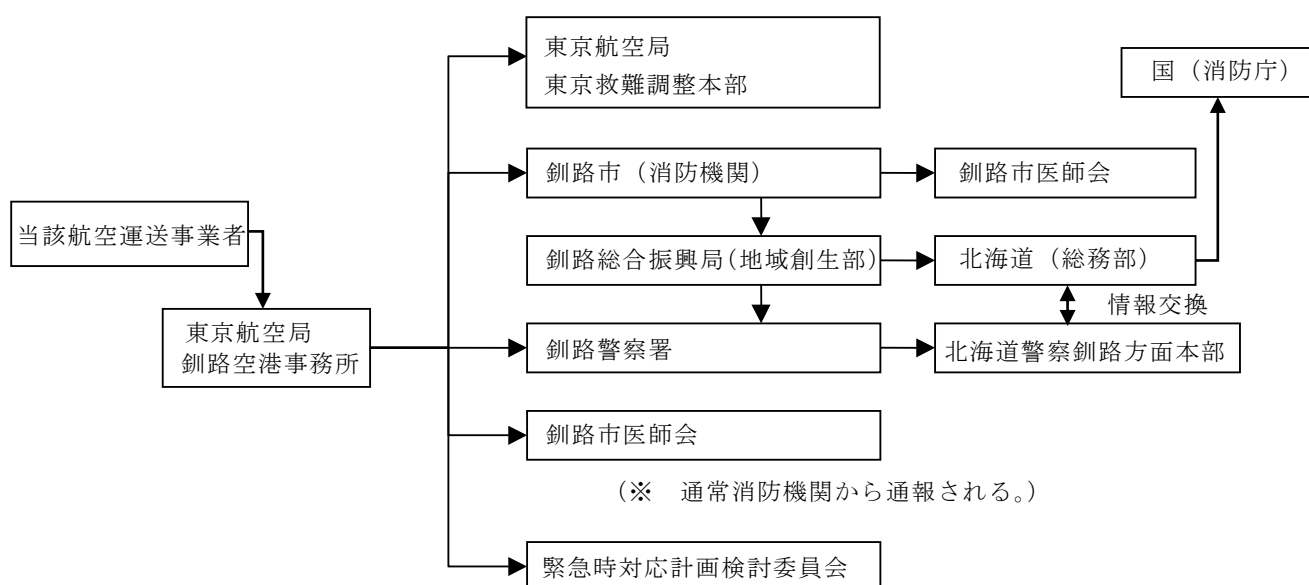 東京航空局
東京救難調整本部
国（消防庁）
釧路市（消防機関）
釧路市医師会
当該航空運送事業者
釧路総合振興局（地域創生部）
北海道（総務部）
情報交換
東京航空局
釧路空港事務所
釧路警察署
北海道警察釧路方面本部
釧路市医師会
（※　通常消防機関から通報される。）
緊急時対応計画検討委員会